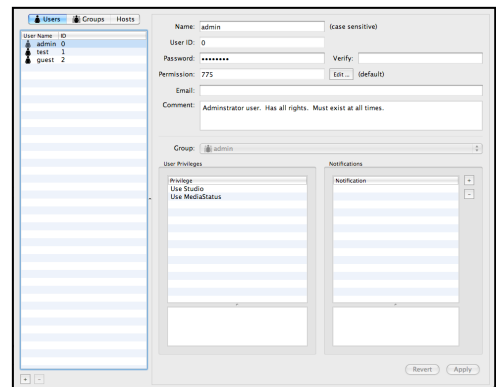 Users Groups Hosts
User Name ID
admin 0
test 1
guest 2
Name: admin (case sensitive)
User ID: 0
Password: •••••••• Verify:
Permission: 775 Edit... (default)
Email:
Comment: Adminstrator user. Has all rights. Must exist at all times.
Group: admin
User Privileges
Privilege
Use Studio
Use MediaStatus
Notifications
Notification
+
-
Revert Apply
+ -